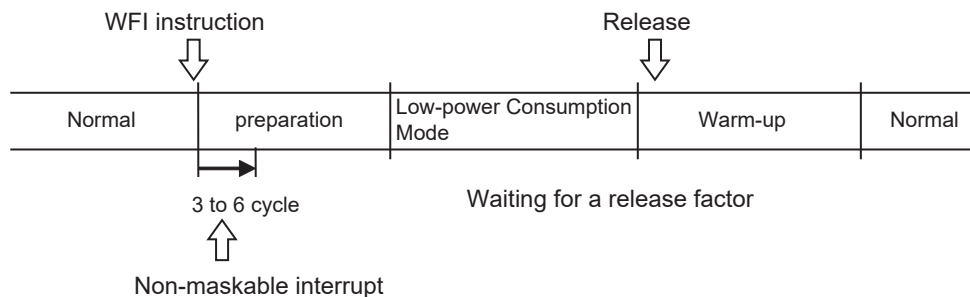 WFI instruction
Release
Normal
preparation
Low-power Consumption
Mode
Warm-up
Normal
3 to 6 cycle
Waiting for a release factor
Non-maskable interrupt